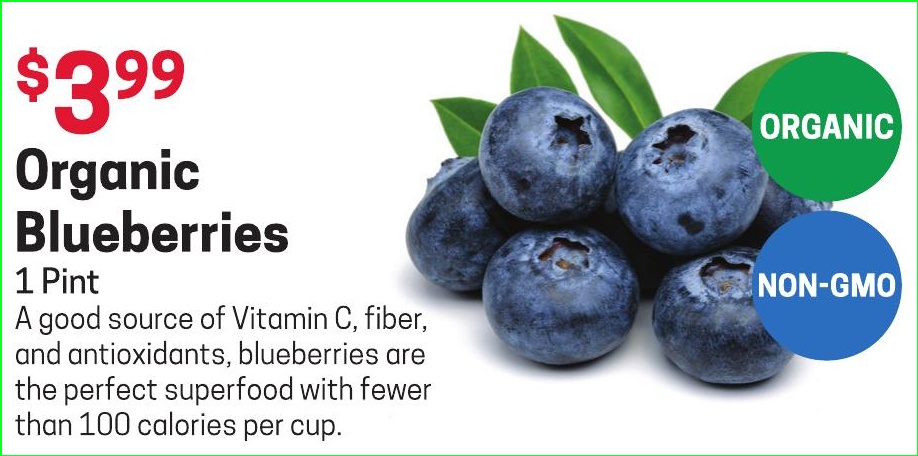 $3.99
Organic
Blueberries
1 Pint
A good source of Vitamin C, fiber,
and antioxidants, blueberries are
the perfect superfood with fewer
than 100 calories per cup.
ORGANIC
NON-GMO